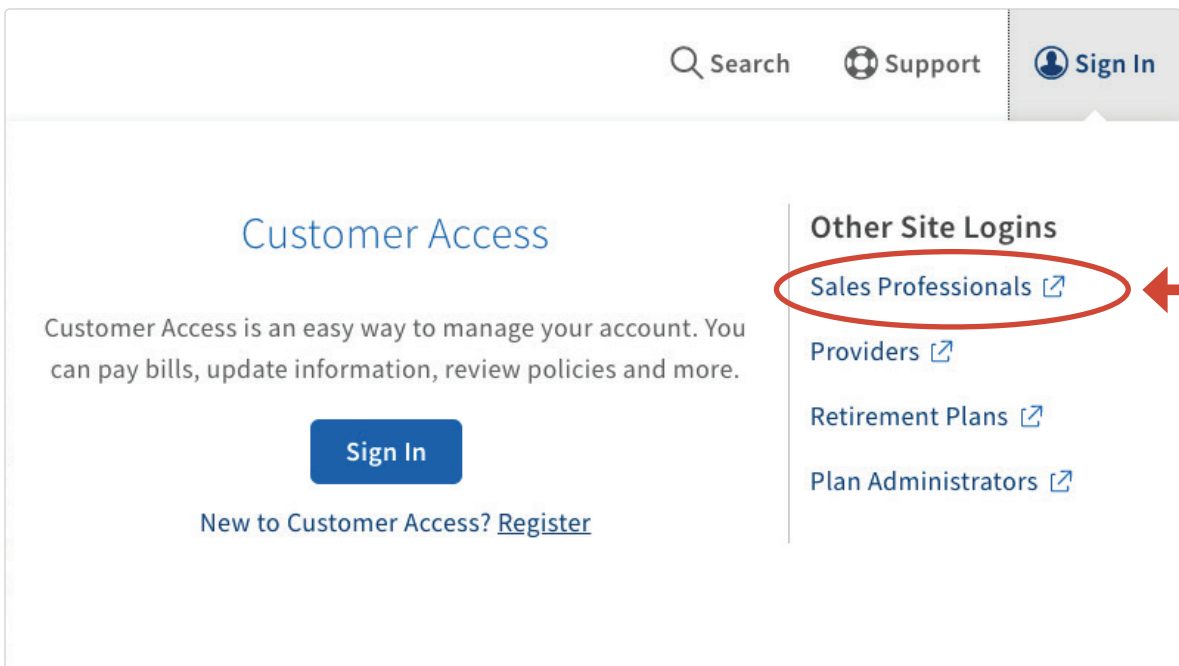 Search
Support
Sign In
Customer Access
Customer Access is an easy way to manage your account. You
can pay bills, update information, review policies and more.
Sign In
New to Customer Access? Register
Other Site Logins
Sales Professionals
Providers
Retirement Plans
Plan Administrators